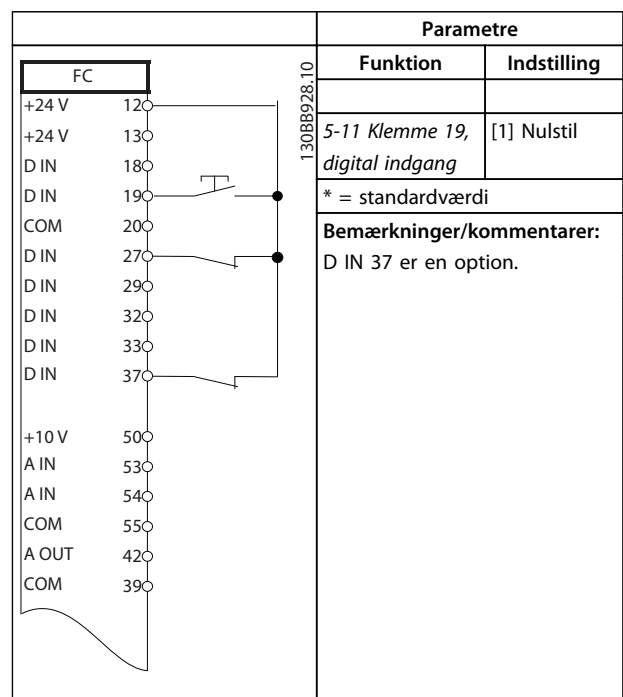 FC
+24 V 12
+24 V 13
D IN 18
D IN 19
COM 20
D IN 27
D IN 29
D IN 32
D IN 33
D IN 37
+10 V 50
A IN 53
A IN 54
COM 55
A OUT 42
COM 39
130BB928.10
Parametre
Funktion Indstilling
5-11 Klemme 19, [1] Nulstil
digital indgang
* = standardværdi
Bemærkninger/kommentarer:
D IN 37 er en option.